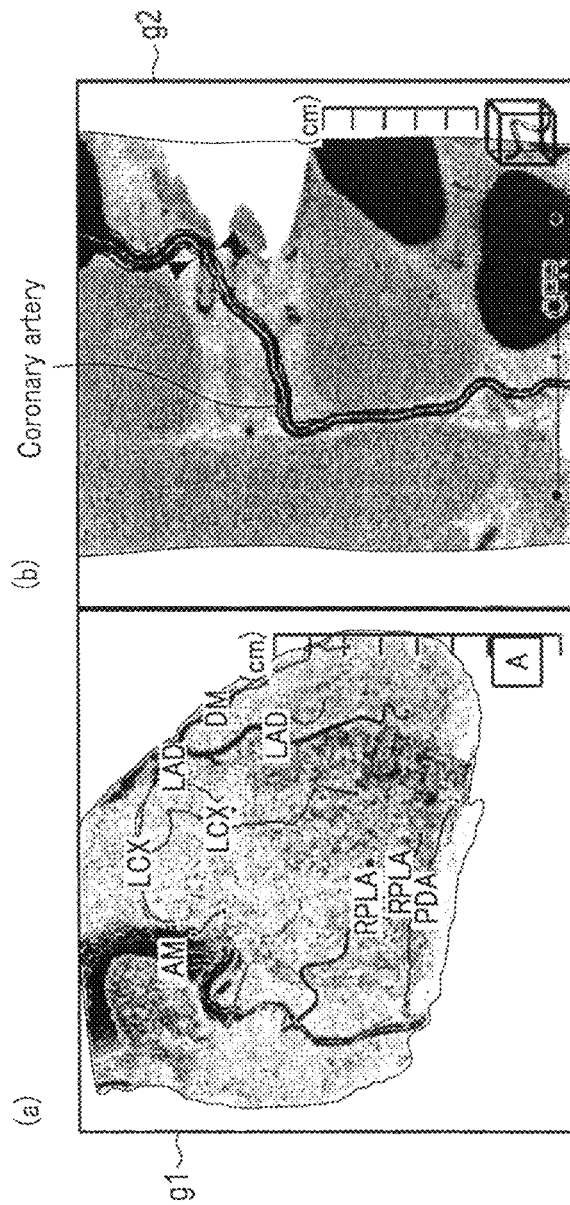 (a)
g1
LCX
LAD
DM
AM
LCX
LAD
RPLA
RPLA
PDA
(cm)
A
(b)
Coronary artery
g2
(cm)